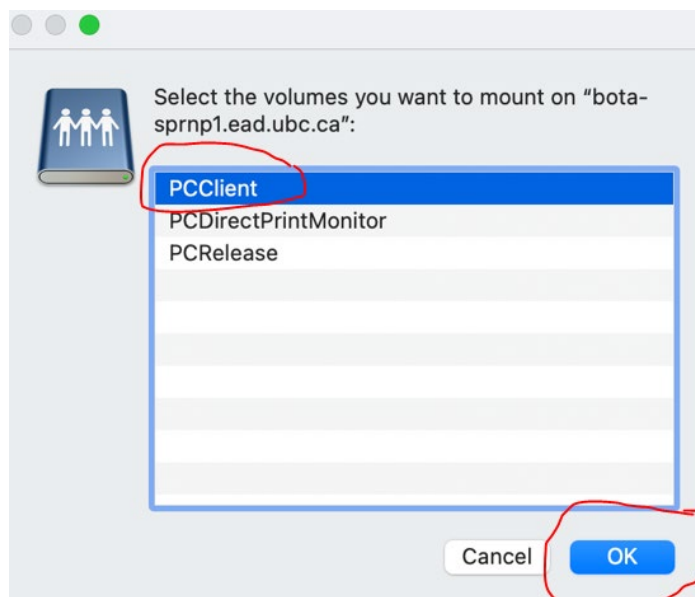 Select the volumes you want to mount on “bota-
sprnp1.ead.ubc.ca”:
PCClient
PCDirectPrintMonitor
PCRelease
Cancel
OK